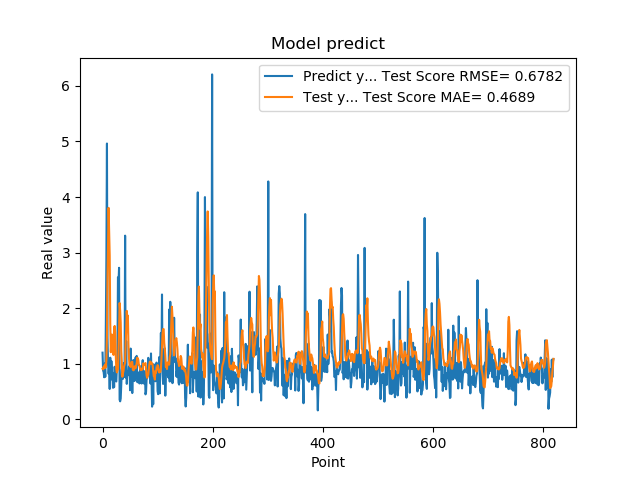 Model predict
Predict y... Test Score RMSE= 0.6782
Test y... Test Score MAE= 0.4689
Real value
6
5
4
3
2
1
0
0 200 400 600 800
Point